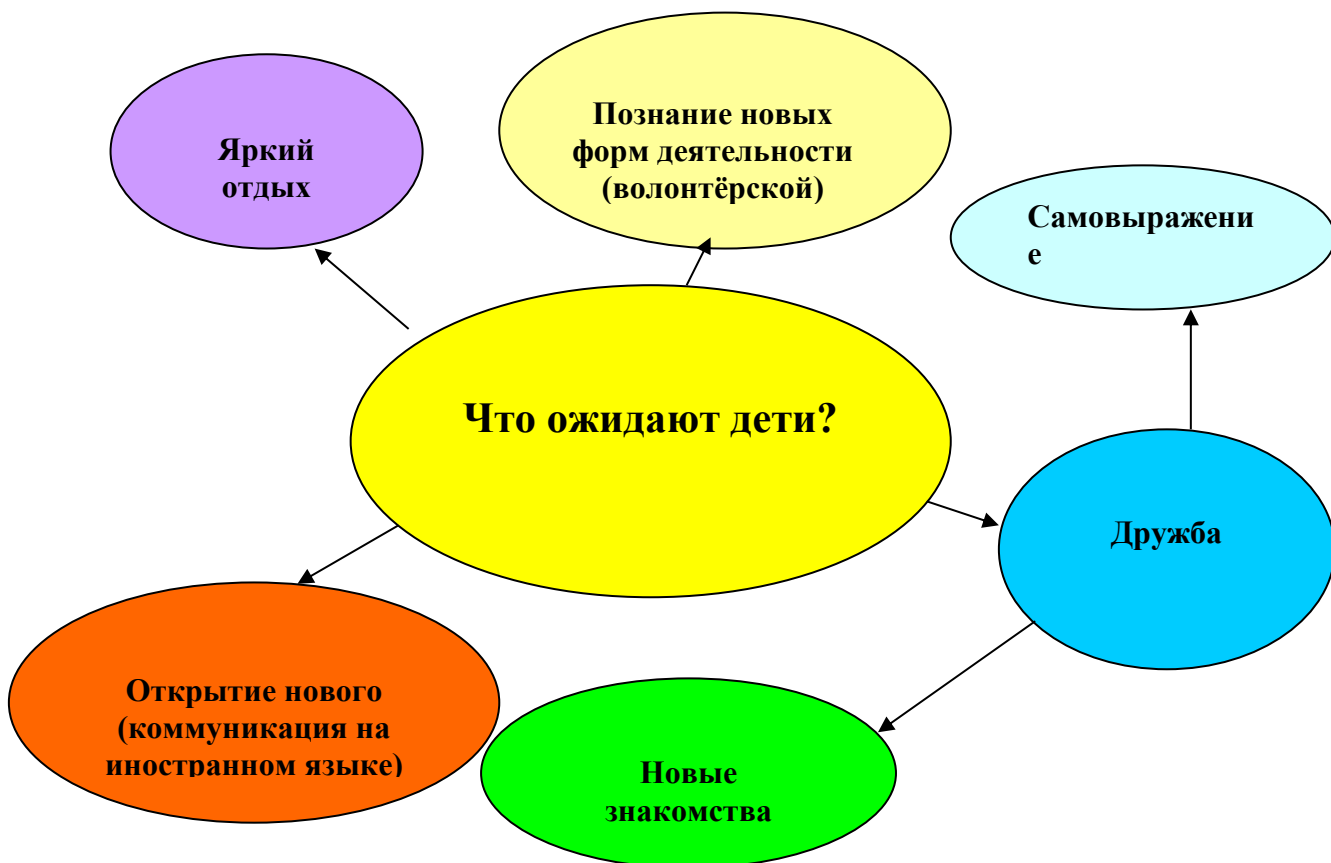 Яркий
отдых
Познание новых
форм деятельности
(волонтёрской)
Самовыражени
е
Что ожидают дети?
Дружба
Открытие нового
(коммуникация на
иностранном языке)
Новые
знакомства